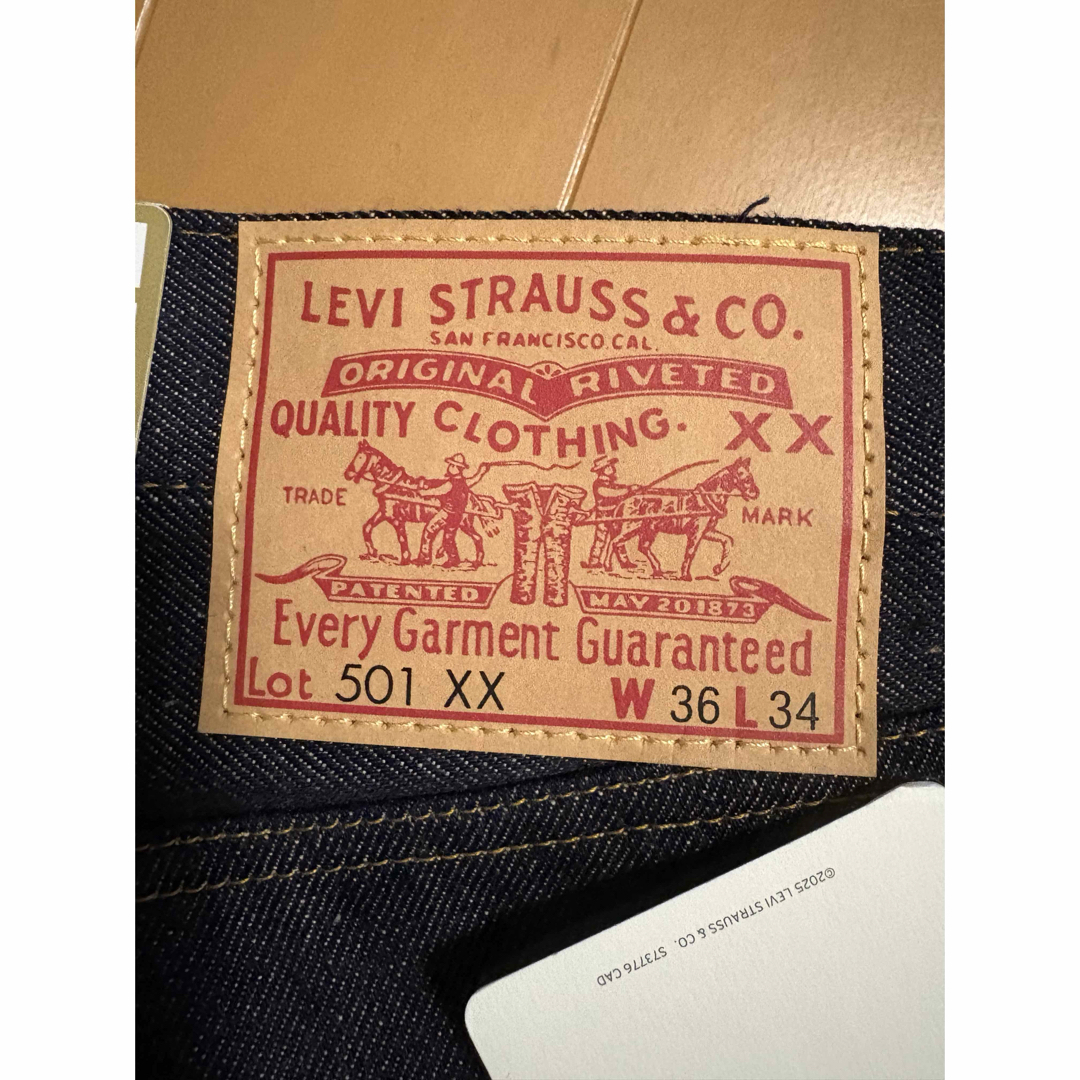 LEVI STRAUSS & CO.
SAN FRANCISCO.CAL.
ORIGINAL RIVETED
QUALITY CLOTHING. XX
TRADE MARK
PATENTED MAY 20 1873
Every Garment Guaranteed
Lot 501 XX W 36 L 34
©2025 LEVI STRAUSS & CO. S73776 CAD